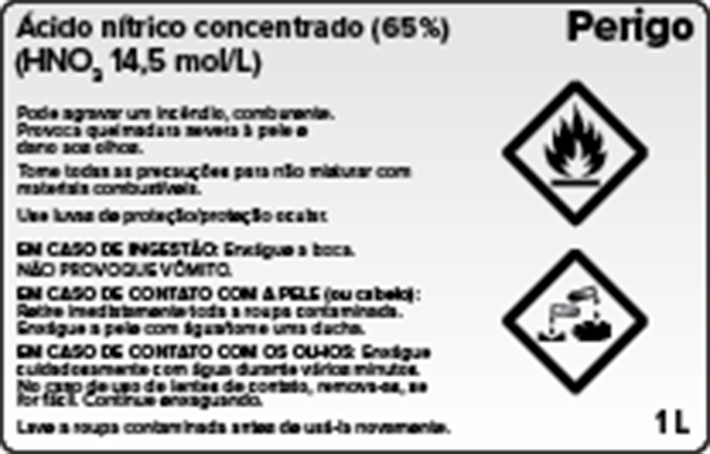 Ácido nítrico concentrado (65%)
(HNO3 14,5 mol/L)
Perigo
Pode agravar um incêndio, comburente.
Provoca queimadura severa à pele e
dano aos olhos.
Tome todas as precauções para não misturar com
materiais combustíveis.
Use luvas de proteção/proteção ocular.
EM CASO DE INGESTÃO: Enxágue a boca.
NÃO PROVOQUE VÔMITO.
EM CASO DE CONTATO COM A PELE (ou cabelo):
Retire imediatamente toda a roupa contaminada.
Enxágue a pele com água/tome uma ducha.
EM CASO DE CONTATO COM OS OLHOS: Enxágue
cuidadosamente com água durante vários minutos.
No caso de uso de lentes de contato, remova-as, se
for fácil. Continue enxaguando.
Lave a roupa contaminada antes de usá-la novamente.
1 L